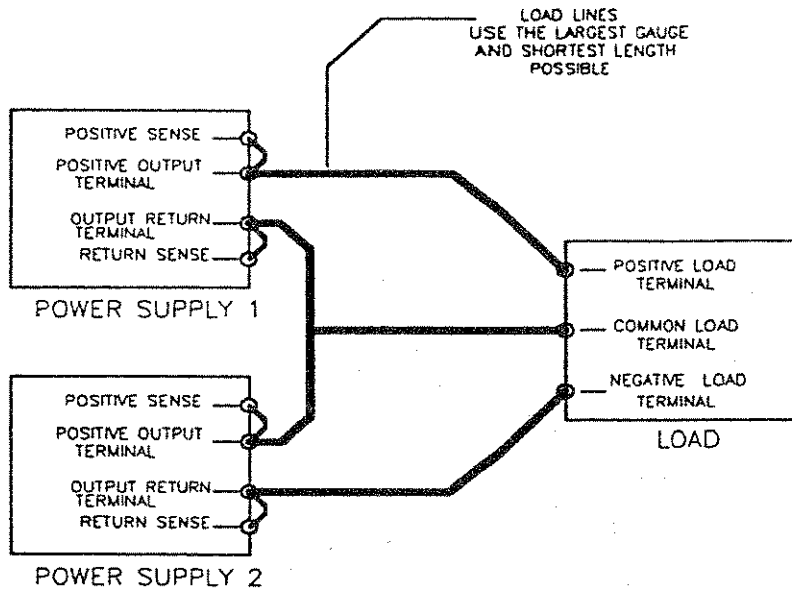 LOAD LINES
USE THE LARGEST GAUGE
AND SHORTEST LENGTH
POSSIBLE
POSITIVE SENSE
POSITIVE OUTPUT
TERMINAL
OUTPUT RETURN
TERMINAL
RETURN SENSE
POWER SUPPLY 1
POSITIVE LOAD
TERMINAL
COMMON LOAD
TERMINAL
NEGATIVE LOAD
TERMINAL
LOAD
POSITIVE SENSE
POSITIVE OUTPUT
TERMINAL
OUTPUT RETURN
TERMINAL
RETURN SENSE
POWER SUPPLY 2